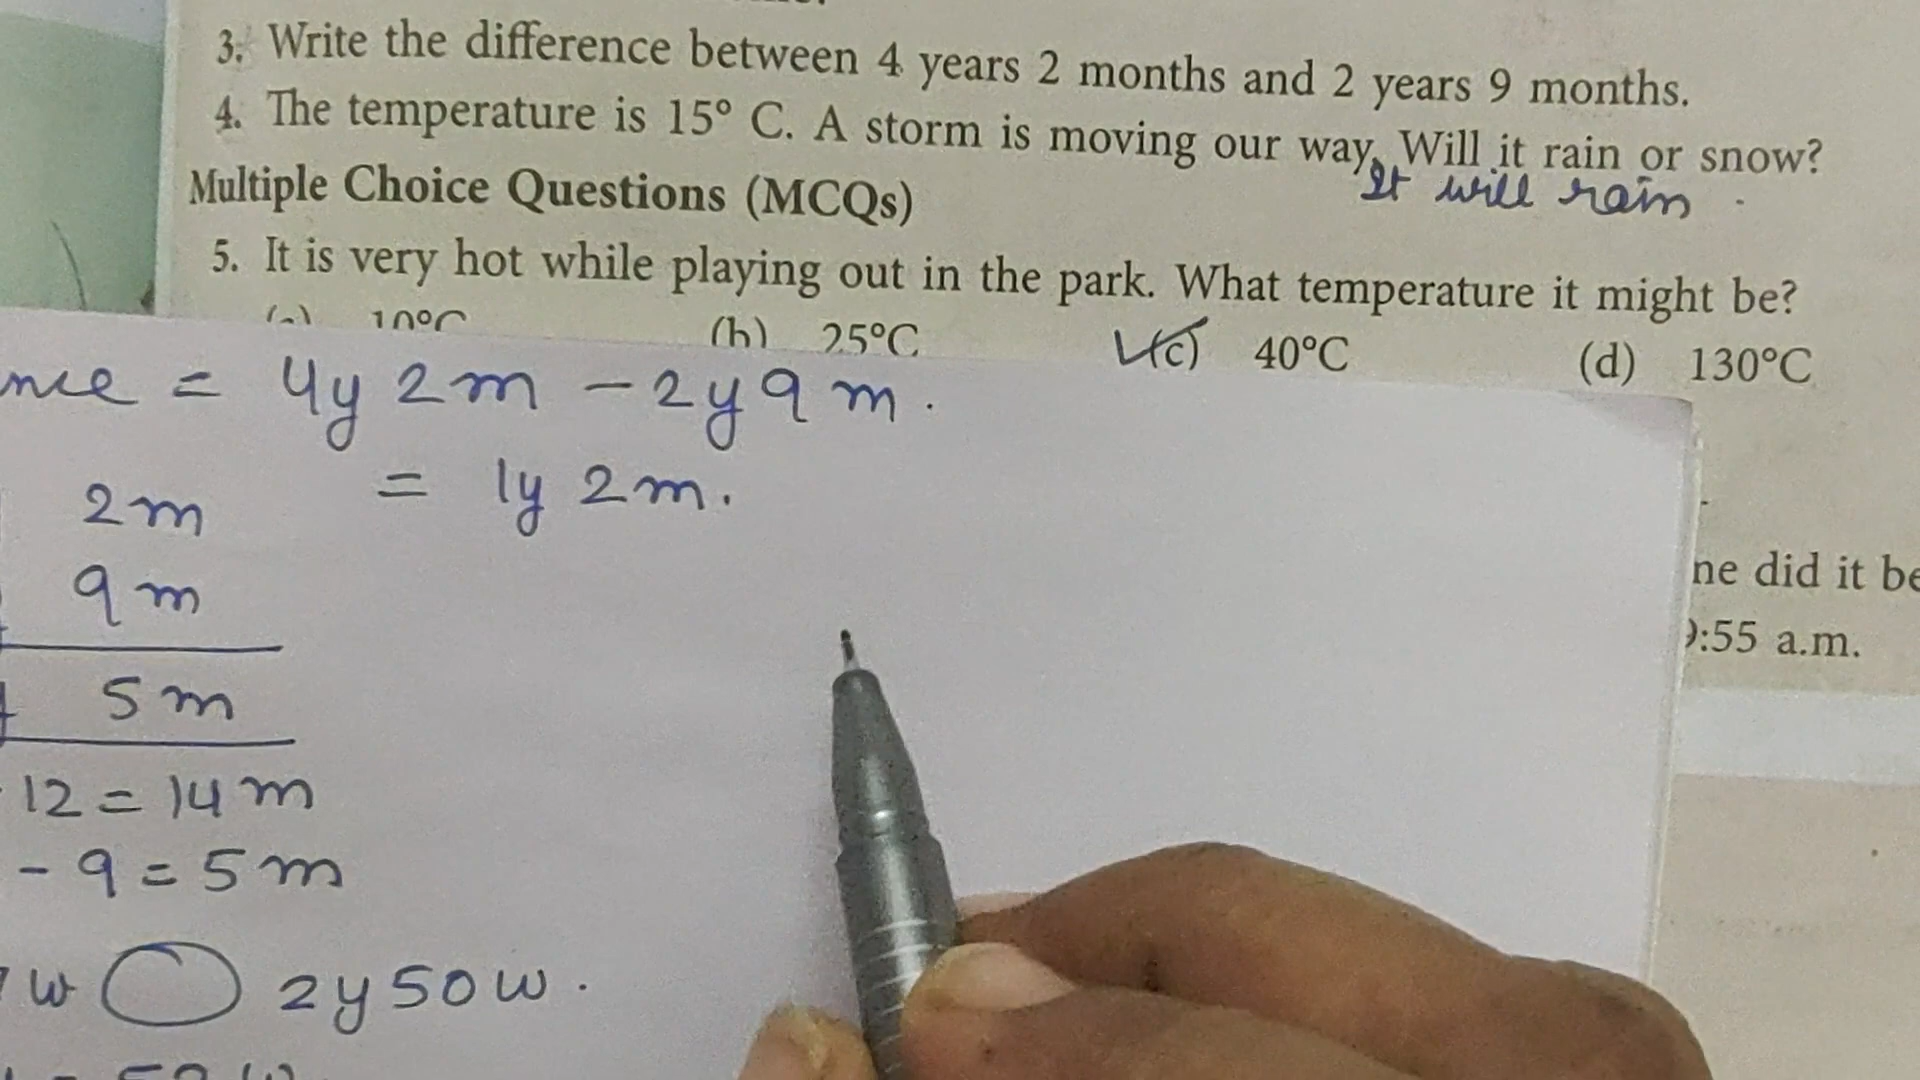 3. Write the difference between 4 years 2 months and 2 years 9 months.
4. The temperature is 15° C. A storm is moving our way. Will it rain or snow?
It will rain.
Multiple Choice Questions (MCQs)
5. It is very hot while playing out in the park. What temperature it might be?
(a) 10°C (b) 25°C (c) 40°C (d) 130°C
= 4y 2m - 2y 9m.
= 1y 2m.
2m
9m
5m
12 = 14m
- 9 = 5m
w 2y 50w.
did it
:55 a.m.